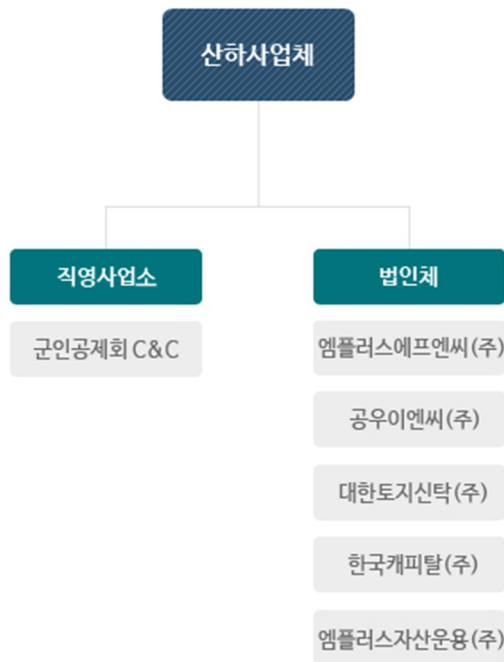 산하사업체
직영사업소
법인체
군인공제회 C&C
엠플러스에프엔씨(주)
공우이엔씨(주)
대한토지신탁(주)
한국캐피탈(주)
엠플러스자산운용(주)